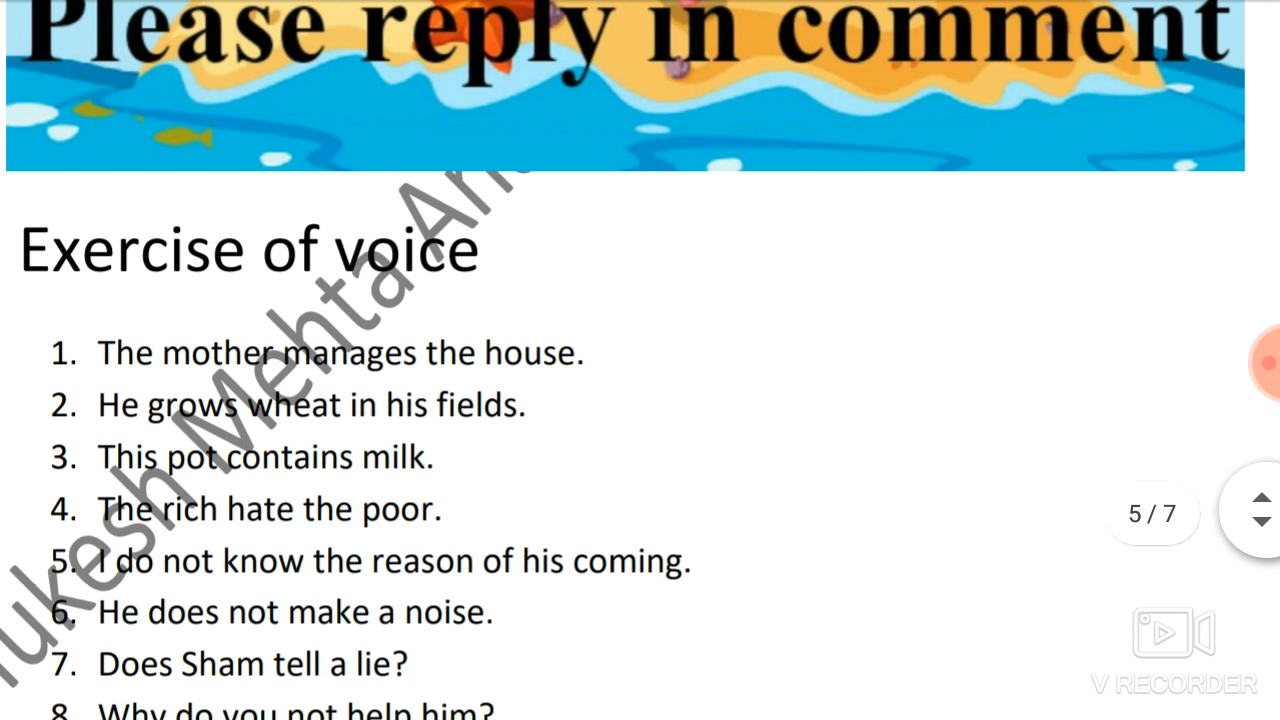 Please reply in comment
Exercise of voice
1. The mother manages the house.
2. He grows wheat in his fields.
3. This pot contains milk.
4. The rich hate the poor.
5. I do not know the reason of his coming.
6. He does not make a noise.
7. Does Sham tell a lie?
8. Why do you not help him?
ukesh Mehta
5 / 7
V RECORDER